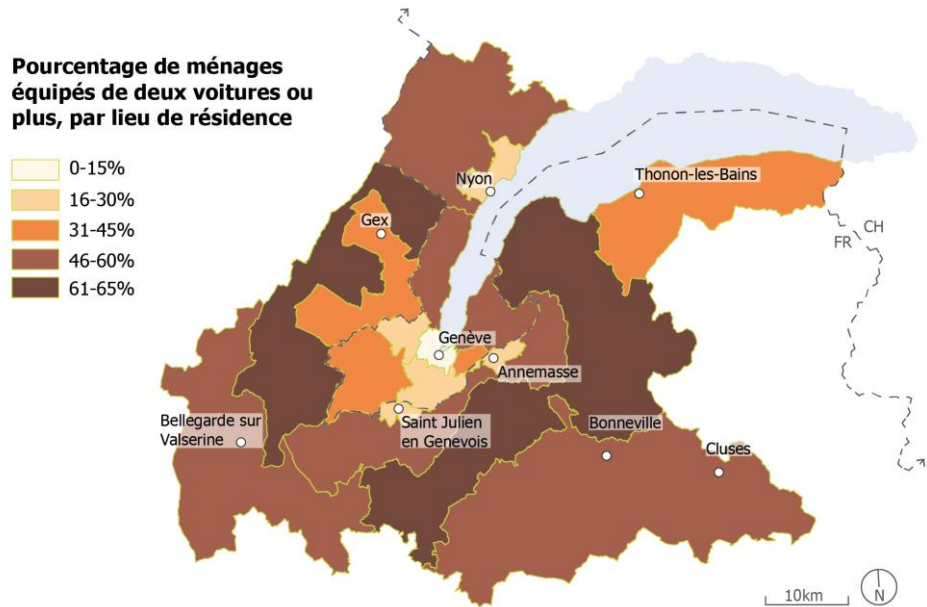 Pourcentage de ménages
équipés de deux voitures ou
plus, par lieu de résidence
0-15%
16-30%
31-45%
46-60%
61-65%
Nyon
Thonon-les-Bains
Gex
CH
FR
Genève
Annemasse
Bellegarde sur
Valserine
Saint Julien
en Genevois
Bonneville
Cluses
10km
N